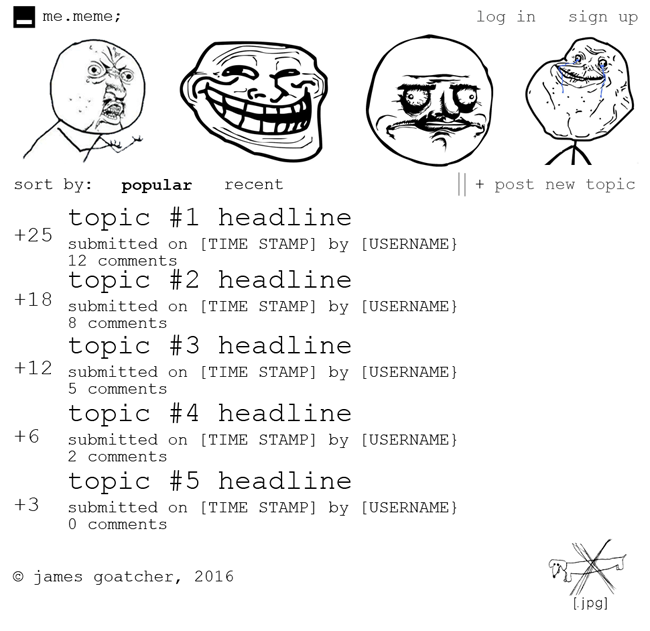 me.meme;
log in sign up
sort by: popular recent
|| + post new topic
+25
topic #1 headline
submitted on [TIME STAMP] by [USERNAME}
12 comments
+18
topic #2 headline
submitted on [TIME STAMP] by [USERNAME}
8 comments
+12
topic #3 headline
submitted on [TIME STAMP] by [USERNAME}
5 comments
+6
topic #4 headline
submitted on [TIME STAMP] by [USERNAME}
2 comments
+3
topic #5 headline
submitted on [TIME STAMP] by [USERNAME}
0 comments
© james goatcher, 2016
[.jpg]